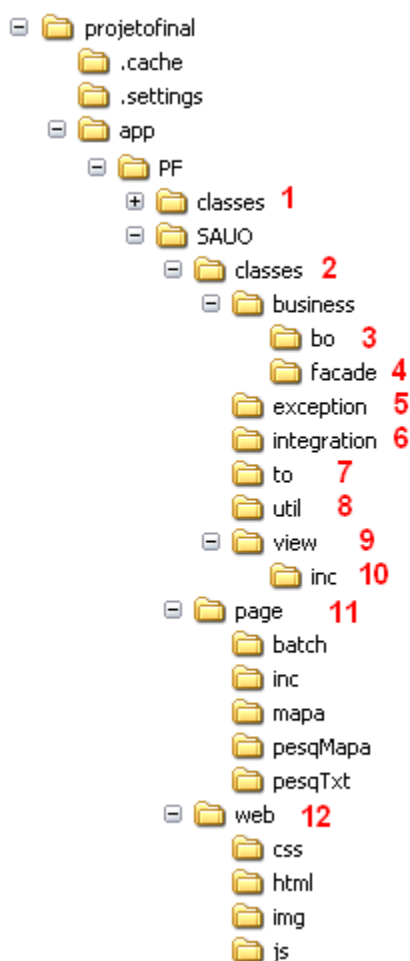 projetofinal
.cache
.settings
app
PF
classes 1
SAUO
classes 2
business
bo 3
facade 4
exception 5
integration 6
to 7
util 8
view 9
inc 10
page 11
batch
inc
mapa
pesqMapa
pesqTxt
web 12
css
html
img
js